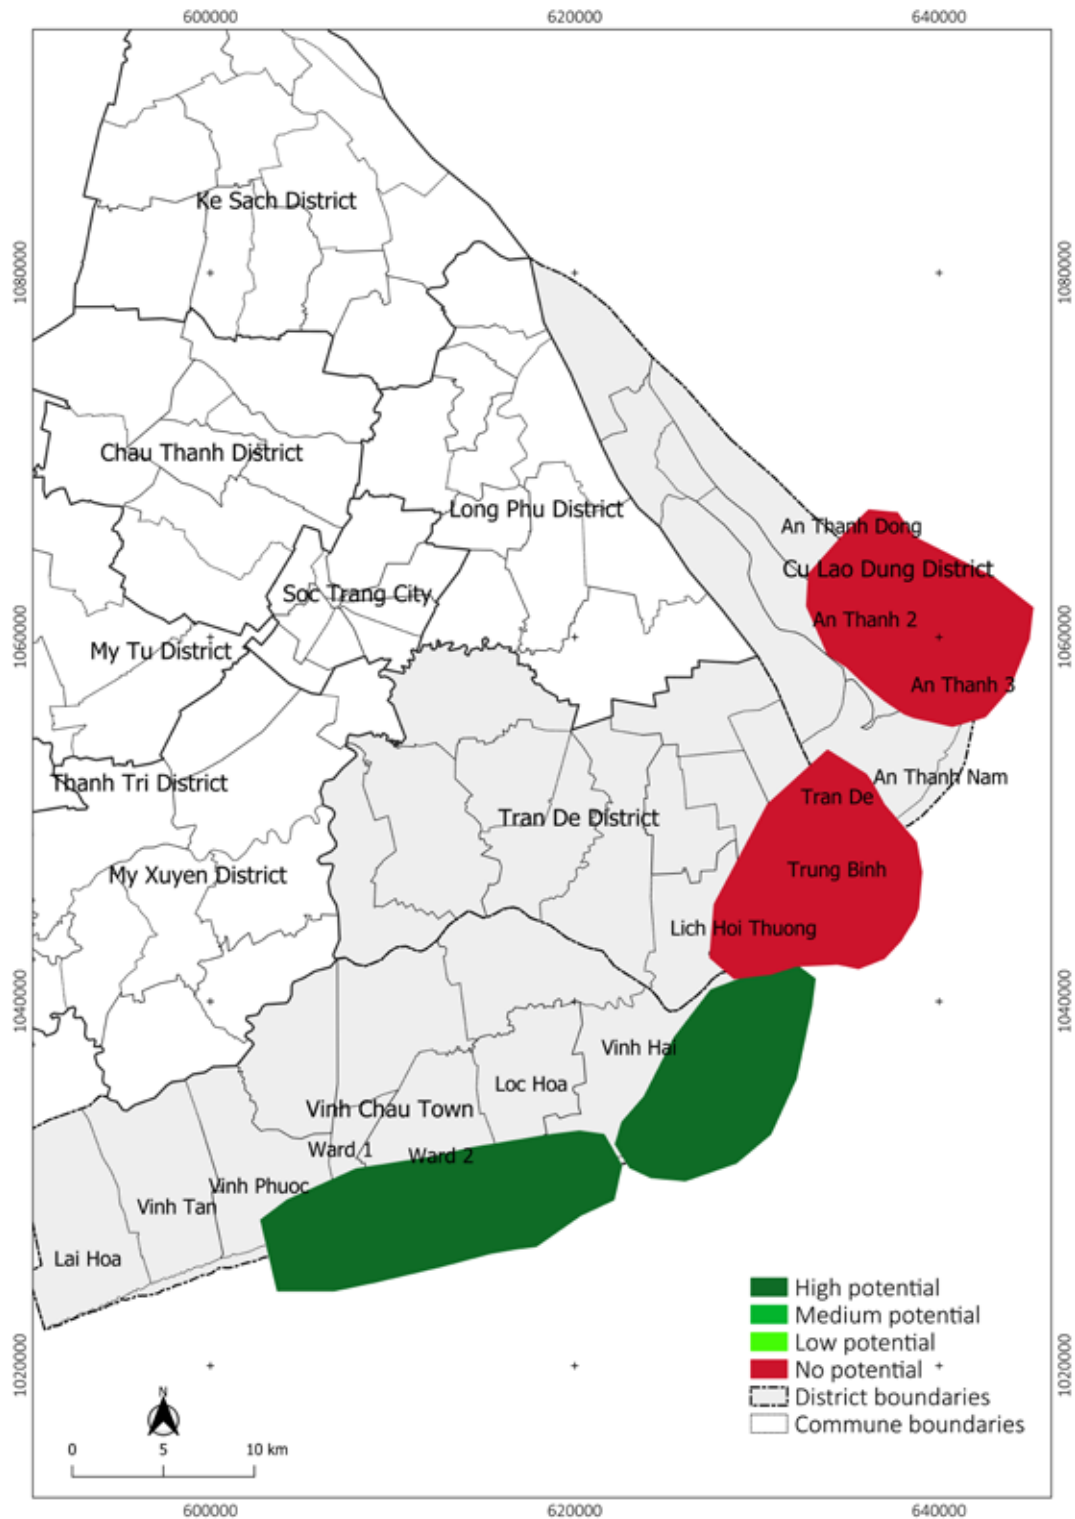 600000
620000
640000
Ke Sach District
1080000
1080000
Chau Thanh District
Long Phu District
An Thanh Dong
Cu Lao Dung District
Soc Trang City
An Thanh 2
1060000
1060000
My Tu District
An Thanh 3
Thanh Tri District
An Thanh Nam
Tran De
Tran De District
My Xuyen District
Trung Binh
Lich Hoi Thuong
1040000
1040000
Vinh Hai
Loc Hoa
Vinh Chau Town
Ward 1
Ward 2
Vinh Phuoc
Vinh Tan
Lai Hoa
High potential
Medium potential
Low potential
No potential
District boundaries
Commune boundaries
1020000
1020000
N
0 5 10 km
600000
620000
640000